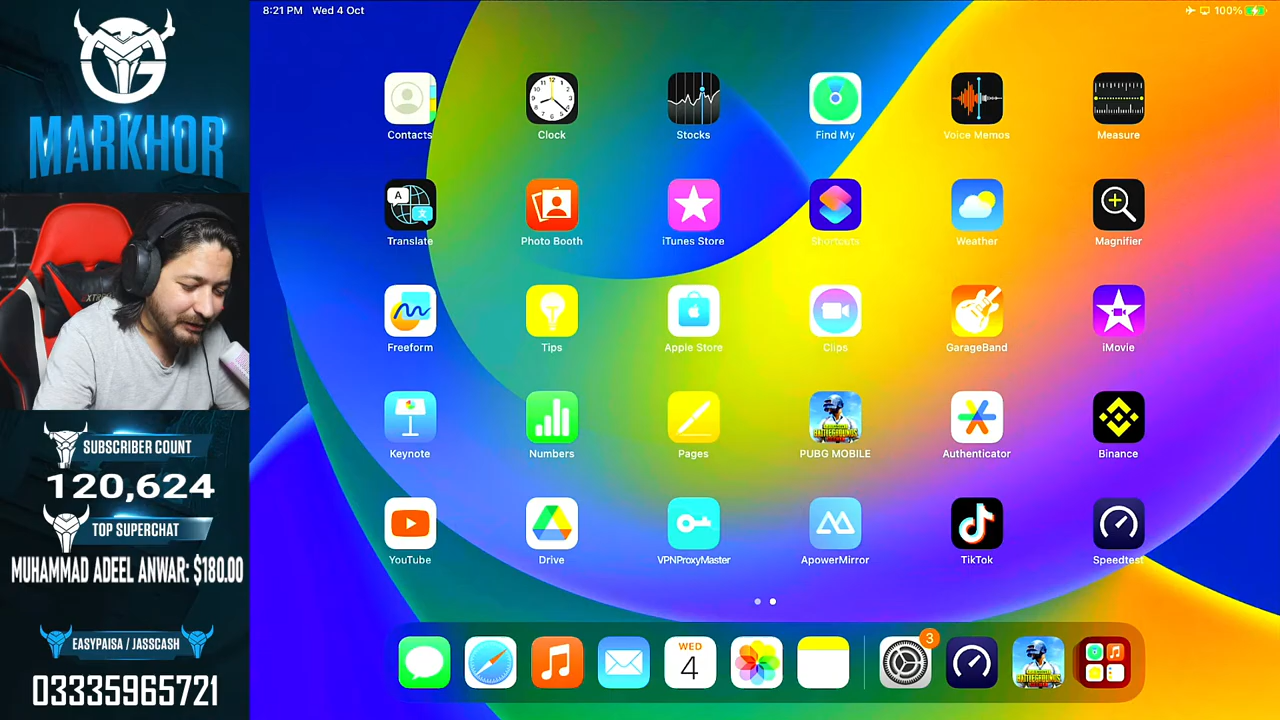 8:21 PM Wed 4 Oct
100%
MARKHOR
Contacts
Clock
Stocks
Find My
Voice Memos
Measure
Translate
Photo Booth
iTunes Store
Shortcuts
Weather
Magnifier
Freeform
Tips
Apple Store
Clips
GarageBand
iMovie
Keynote
Numbers
Pages
PUBG MOBILE
Authenticator
Binance
YouTube
Drive
VPNProxyMaster
ApowerMirror
TikTok
Speedtest
SUBSCRIBER COUNT
120,624
TOP SUPERCHAT
MUHAMMAD ADEEL ANWAR: $180.00
EASYPAISA / JASSCASH
03335965721
WED
4
3